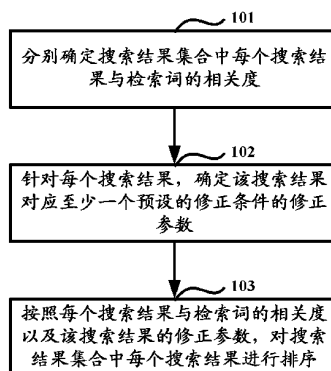 101
分别确定搜索结果集合中每个搜索结
果与检索词的相关度
102
针对每个搜索结果，确定该搜索结果
对应至少一个预设的修正条件的修正
参数
103
按照每个搜索结果与检索词的相关度
以及该搜索结果的修正参数，对搜索
结果集合中每个搜索结果进行排序